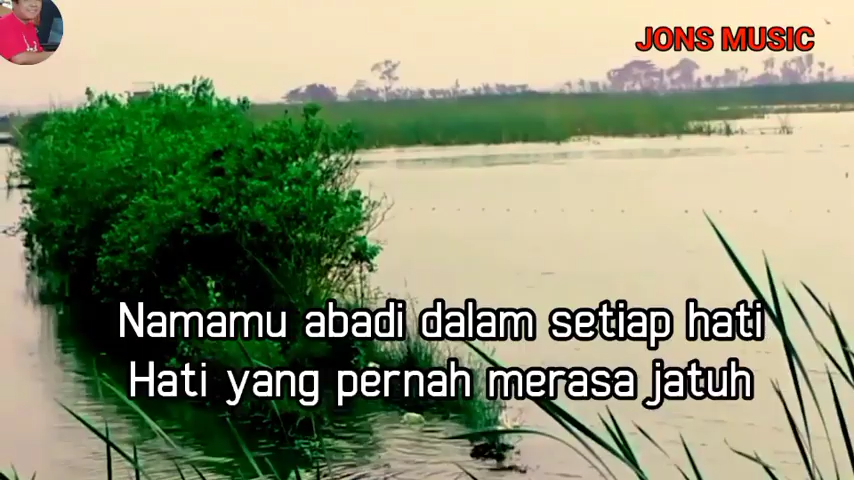 JONS MUSIC
Namamu abadi dalam setiap hati
Hati yang pernah merasa jatuh